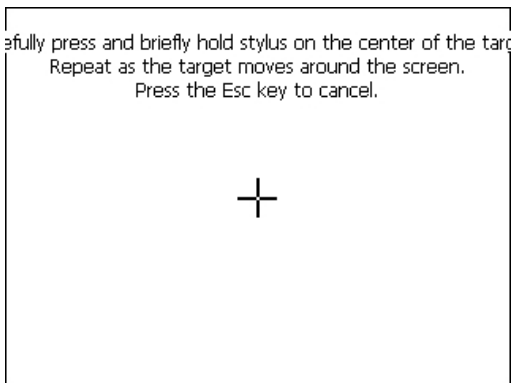 efully press and briefly hold stylus on the center of the targ
Repeat as the target moves around the screen.
Press the Esc key to cancel.